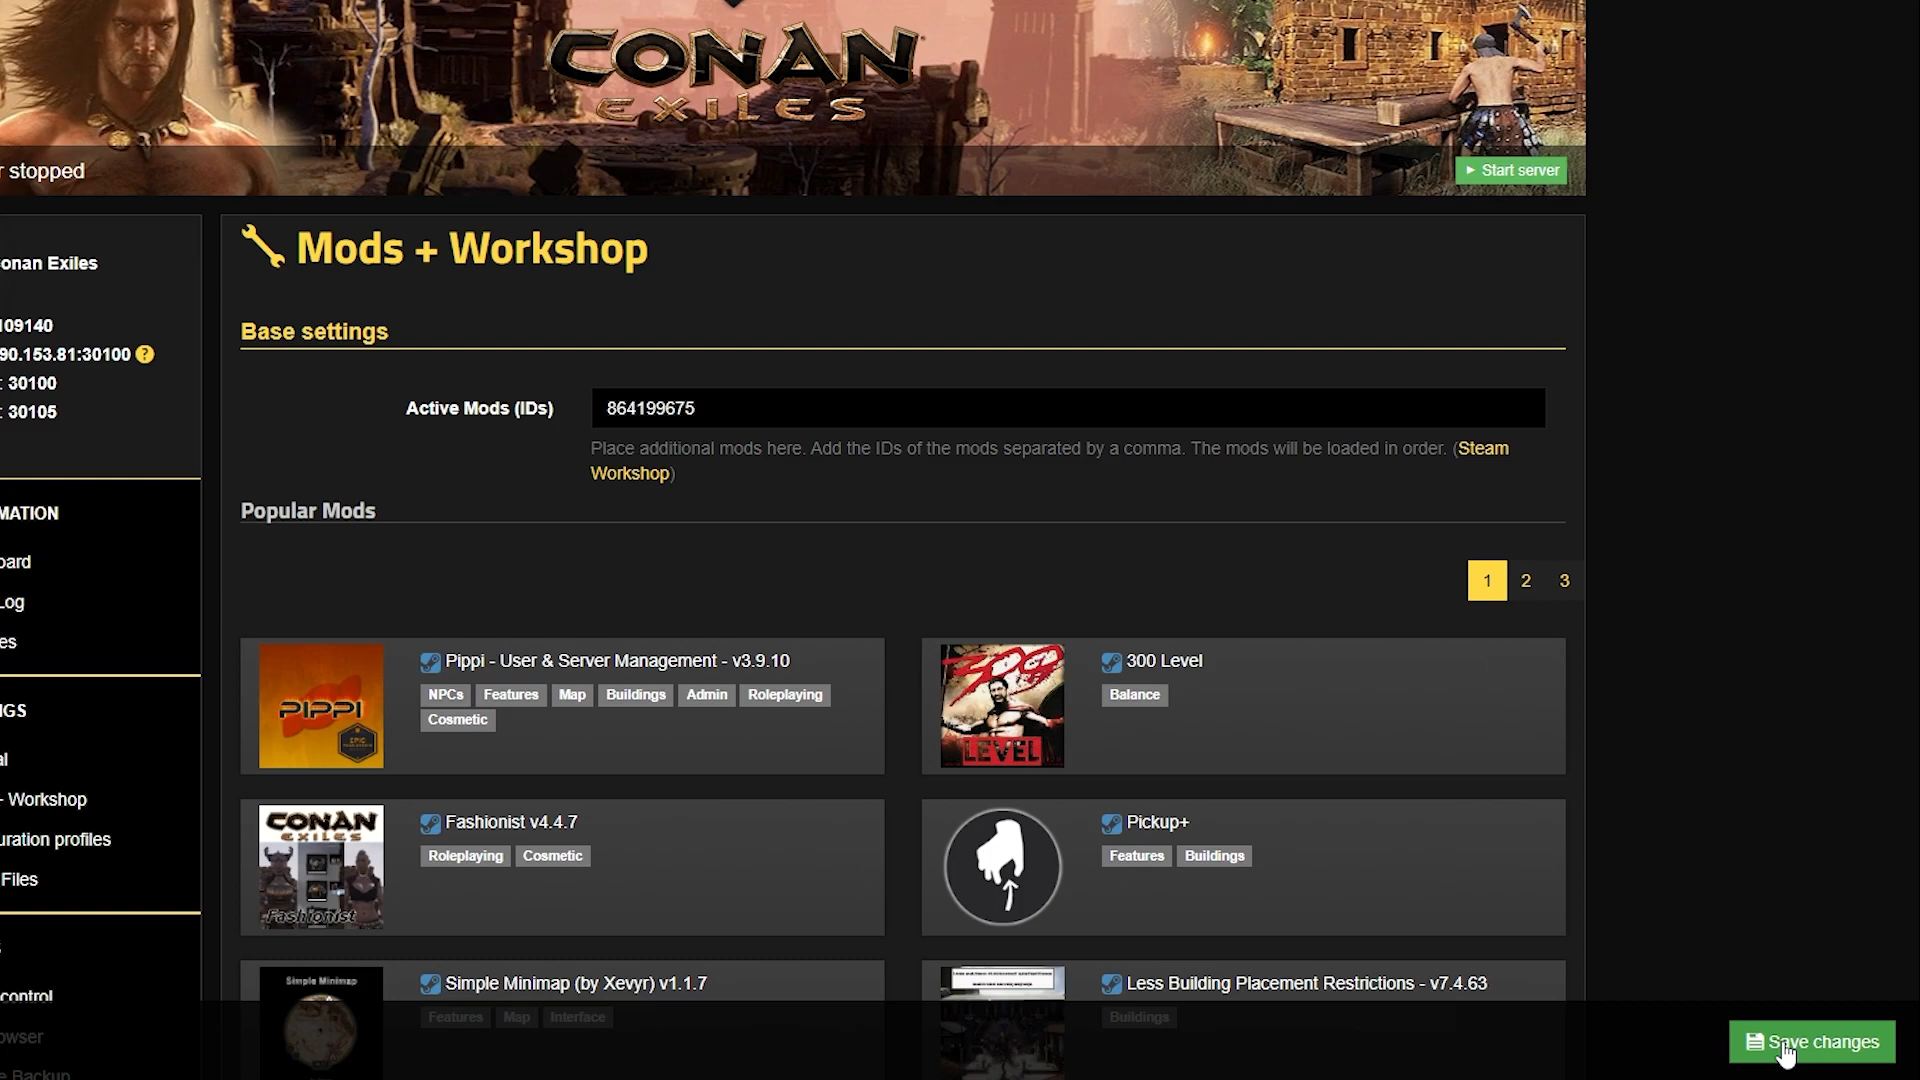 CONAN
EXILES
r stopped
Start server
onan Exiles
109140
90.153.81:30100 ?
: 30100
: 30105
MATION
oard
Log
es
NGS
al
- Workshop
uration profiles
Files
control
owser
e Backup
Mods + Workshop
Base settings
Active Mods (IDs)
864199675
Place additional mods here. Add the IDs of the mods separated by a comma. The mods will be loaded in order. (Steam
Workshop)
Popular Mods
1 2 3
PIPPI
EPIC
Pippi - User & Server Management - v3.9.10
NPCs Features Map Buildings Admin Roleplaying
Cosmetic
300
LEVEL
300 Level
Balance
CONAN
EXILES
Fashionist
Fashionist v4.4.7
Roleplaying Cosmetic
Pickup+
Features Buildings
Simple Minimap
Simple Minimap (by Xevyr) v1.1.7
Features Map Interface
Less Building Placement Restrictions - v7.4.63
Buildings
Save changes